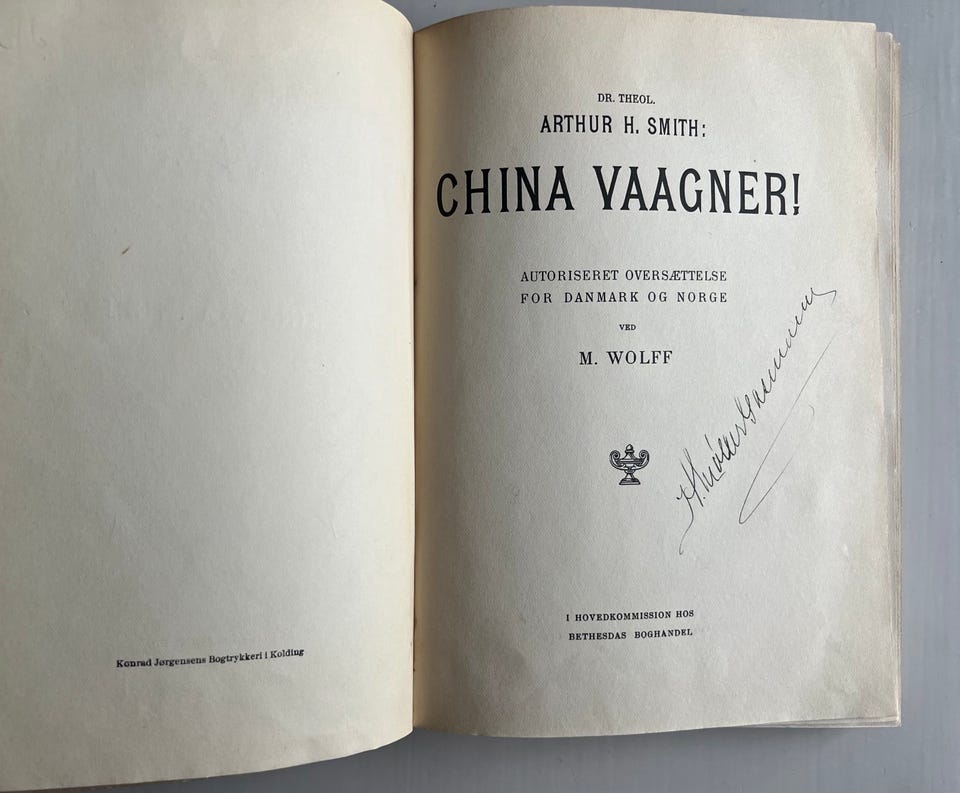 Konrad Jørgensens Bogtrykkeri i Kolding
DR. THEOL.
ARTHUR H. SMITH:
CHINA VAAGNER!
AUTORISERET OVERSÆTTELSE
FOR DANMARK OG NORGE
VED
M. WOLFF
I HOVEDKOMMISSION HOS
BETHESDAS BOGHANDEL